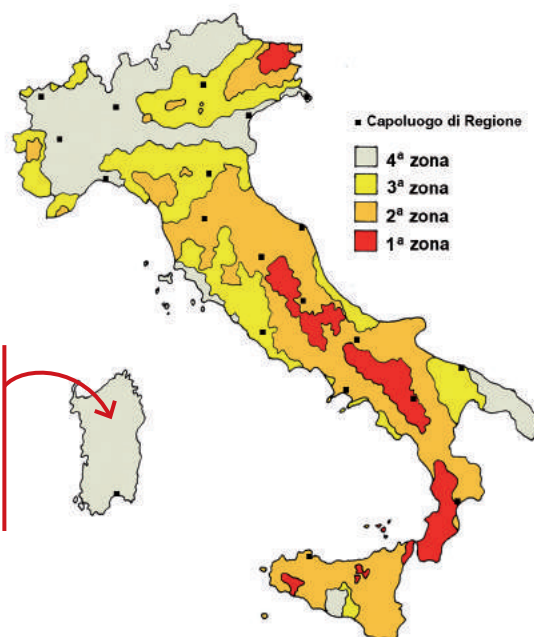 Capoluogo di Regione
4ª zona
3ª zona
2ª zona
1ª zona